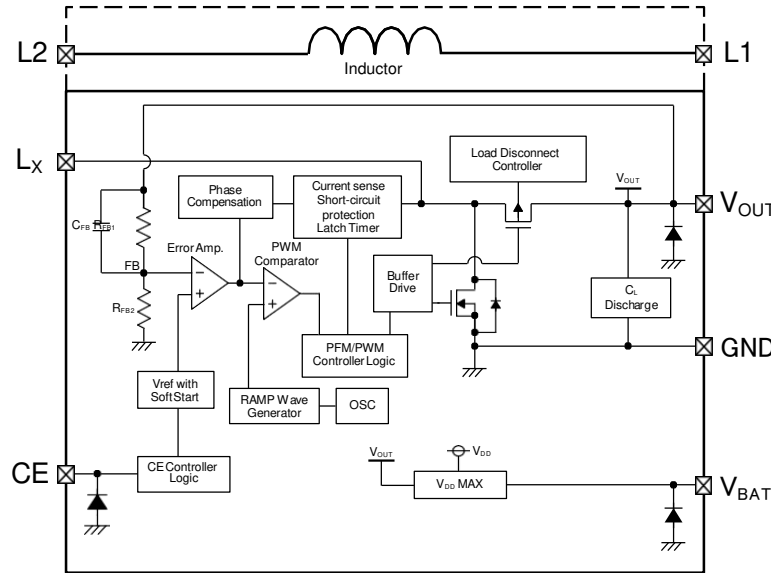 L2
L1
Inductor
LX
Load Disconnect
Controller
VOUT
VOUT
Phase
Compensation
Current sense
Short-circuit
protection
Latch Timer
CFB
RFB1
Error Amp.
PWM
Comparator
FB
Buffer
Drive
CL
Discharge
RFB2
PFM/PWM
Controller Logic
GND
Vref with
Soft Start
RAMP Wave
Generator
OSC
CE
CE Controller
Logic
VOUT
VDD
VDD MAX
VBAT